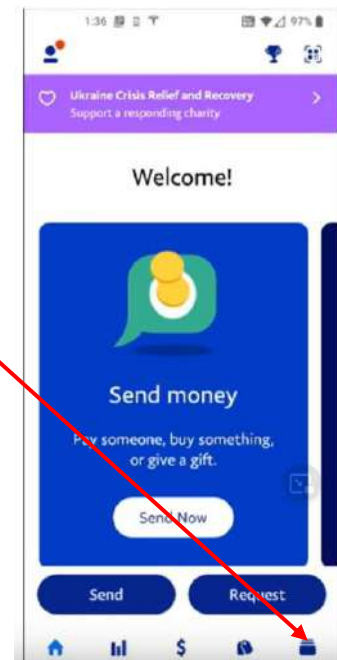 1:36
97%
Ukraine Crisis Relief and Recovery
Support a responding charity
Welcome!
Send money
Pay someone, buy something,
or give a gift.
Send Now
Send Request
$